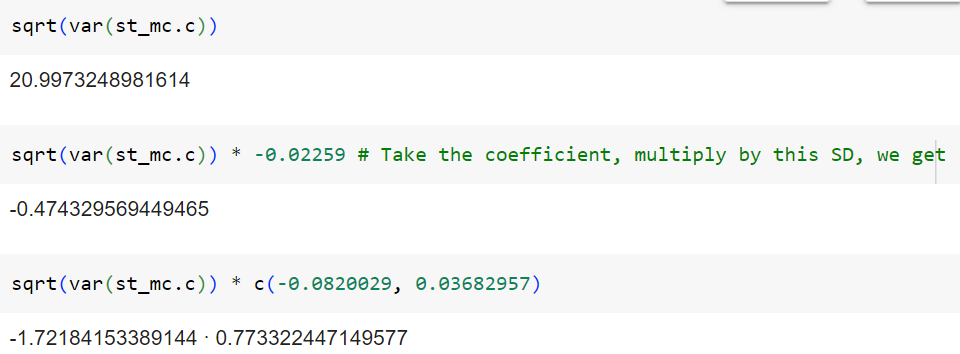 sqrt(var(st_mc.c))
20.9973248981614
sqrt(var(st_mc.c)) * -0.02259 # Take the coefficient, multiply by this SD, we get
-0.474329569449465
sqrt(var(st_mc.c)) * c(-0.0820029, 0.03682957)
-1.72184153389144 · 0.773322447149577